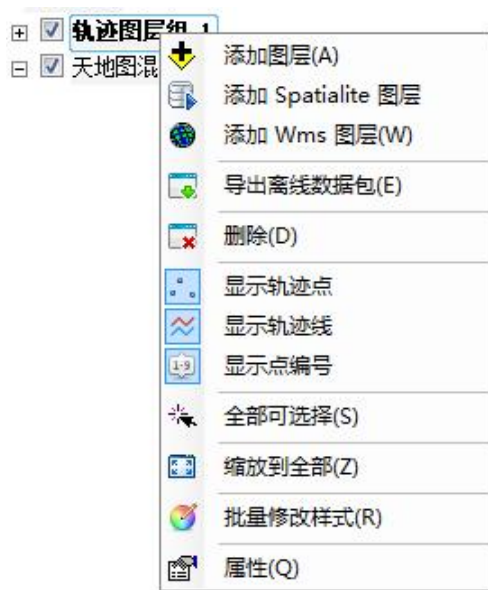 轨迹图层组 1
天地图混
添加图层(A)
添加 Spatialite 图层
添加 Wms 图层(W)
导出离线数据包(E)
删除(D)
显示轨迹点
显示轨迹线
1-9
显示点编号
全部可选择(S)
缩放到全部(Z)
批量修改样式(R)
属性(Q)